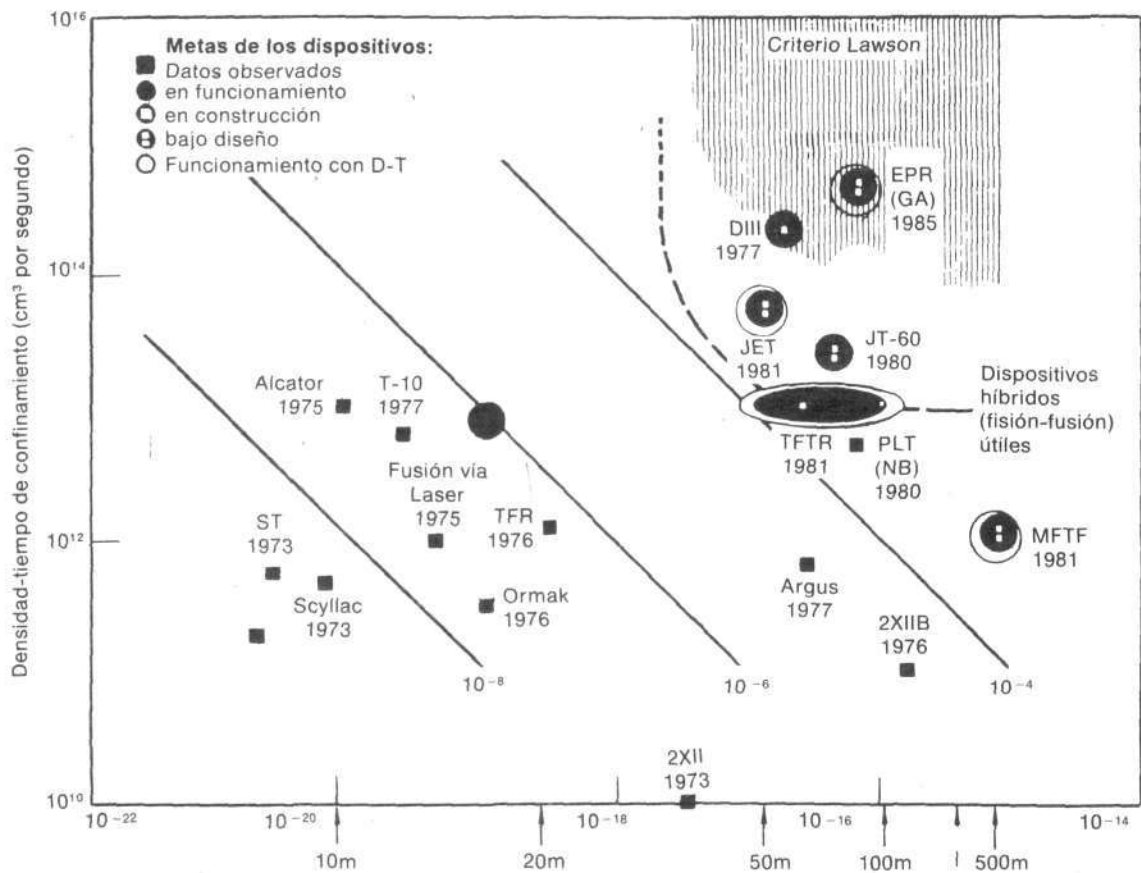 10¹⁶
Metas de los dispositivos:
Datos observados
en funcionamiento
en construcción
bajo diseño
Funcionamiento con D-T
Criterio Lawson
EPR
(GA)
1985
DIII
1977
10¹⁴
JET
1981
JT-60
1980
Dispositivos
híbridos
(fisión-fusión)
útiles
Alcator
1975
T-10
1977
TFTR
1981
PLT
(NB)
1980
Fusión vía
Laser
1975
TFR
1976
ST
1973
10¹²
MFTF
1981
Scyllac
1973
Ormak
1976
Argus
1977
2XIIB
1976
10⁻⁸
10⁻⁶
10⁻⁴
2XII
1973
10¹⁰
Densidad-tiempo de confinamiento (cm³ por segundo)
10⁻²²
10⁻²⁰
10⁻¹⁸
10⁻¹⁶
10⁻¹⁴
10m
20m
50m
100m
500m